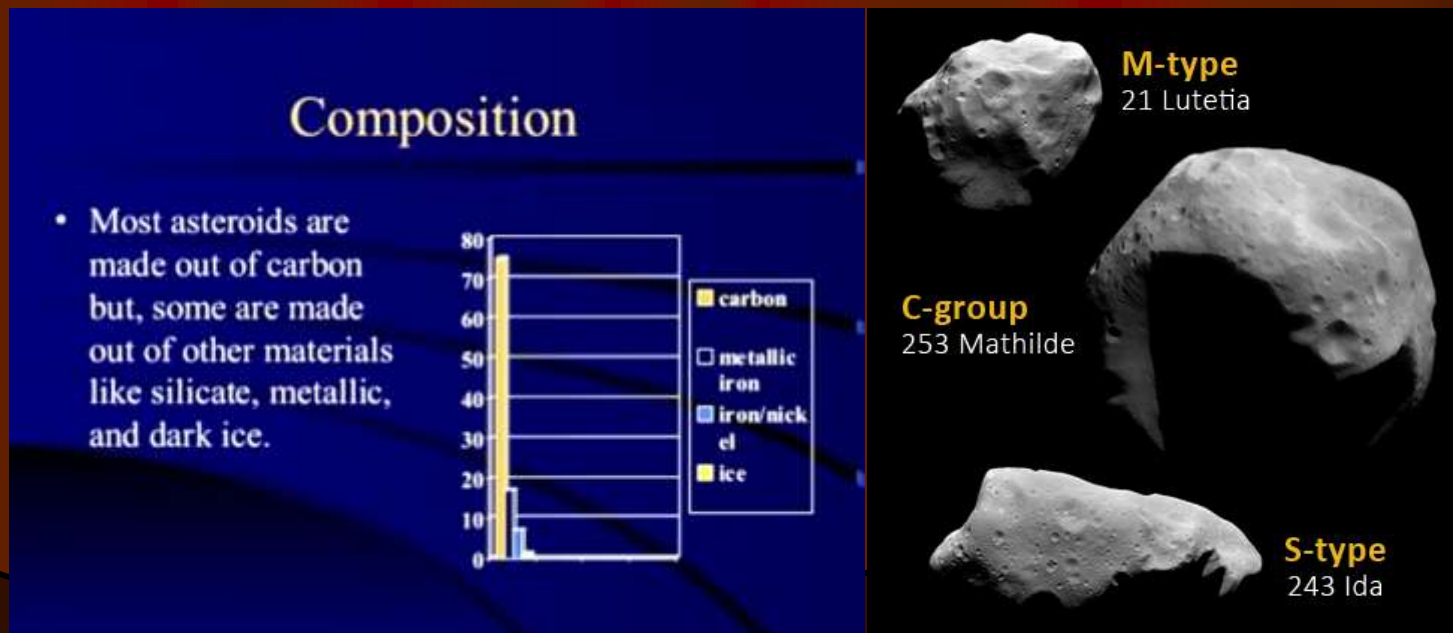 Composition
• Most asteroids are
made out of carbon
but, some are made
out of other materials
like silicate, metallic,
and dark ice.
80
70
60
50
40
30
20
10
0
carbon
metallic
iron
iron/nick
el
ice
M-type
21 Lutetia
C-group
253 Mathilde
S-type
243 Ida